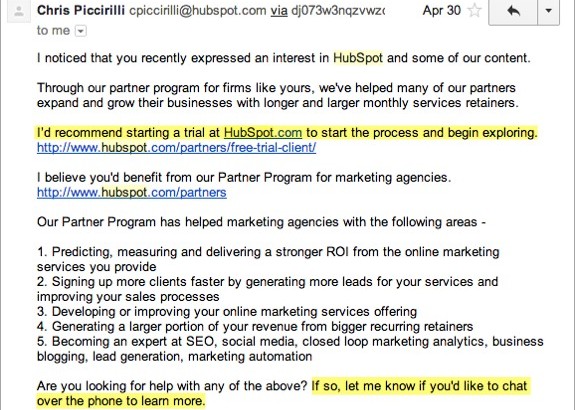 Chris Piccirilli cpiccirilli@hubspot.com via Apr 30
to me
I noticed that you recently expressed an interest in HubSpot and some of our content.
Through our partner program for firms like yours, we've helped many of our partners
expand and grow their businesses with longer and larger monthly services retainers.
I'd recommend starting a trial at HubSpot.com to start the process and begin exploring.
http://www.hubspot.com/partners/free-trial-client/
I believe you'd benefit from our Partner Program for marketing agencies.
http://www.hubspot.com/partners
Our Partner Program has helped marketing agencies with the following areas -
1. Predicting, measuring and delivering a stronger ROI from the online marketing
services you provide
2. Signing up more clients faster by generating more leads for your services and
improving your sales processes
3. Developing or improving your online marketing services offering
4. Generating a larger portion of your revenue from bigger recurring retainers
5. Becoming an expert at SEO, social media, closed loop marketing analytics, business
blogging, lead generation, marketing automation
Are you looking for help with any of the above? If so, let me know if you'd like to chat
over the phone to learn more.